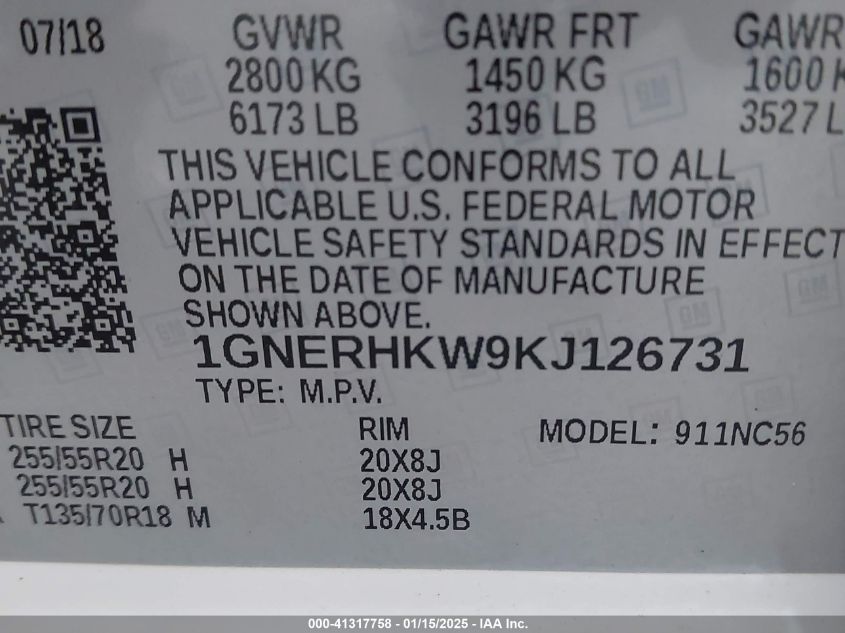 07/18 GVWR GAWR FRT GAWR
2800 KG 1450 KG 1600 K
6173 LB 3196 LB 3527 L
THIS VEHICLE CONFORMS TO ALL
APPLICABLE U.S. FEDERAL MOTOR
VEHICLE SAFETY STANDARDS IN EFFECT
ON THE DATE OF MANUFACTURE
SHOWN ABOVE.
1GNERHKW9KJ126731
TYPE: M.P.V.
TIRE SIZE RIM MODEL: 911NC56
255/55R20 H 20X8J
255/55R20 H 20X8J
T135/70R18 M 18X4.5B
000-41317758 - 01/15/2025 - IAA Inc.